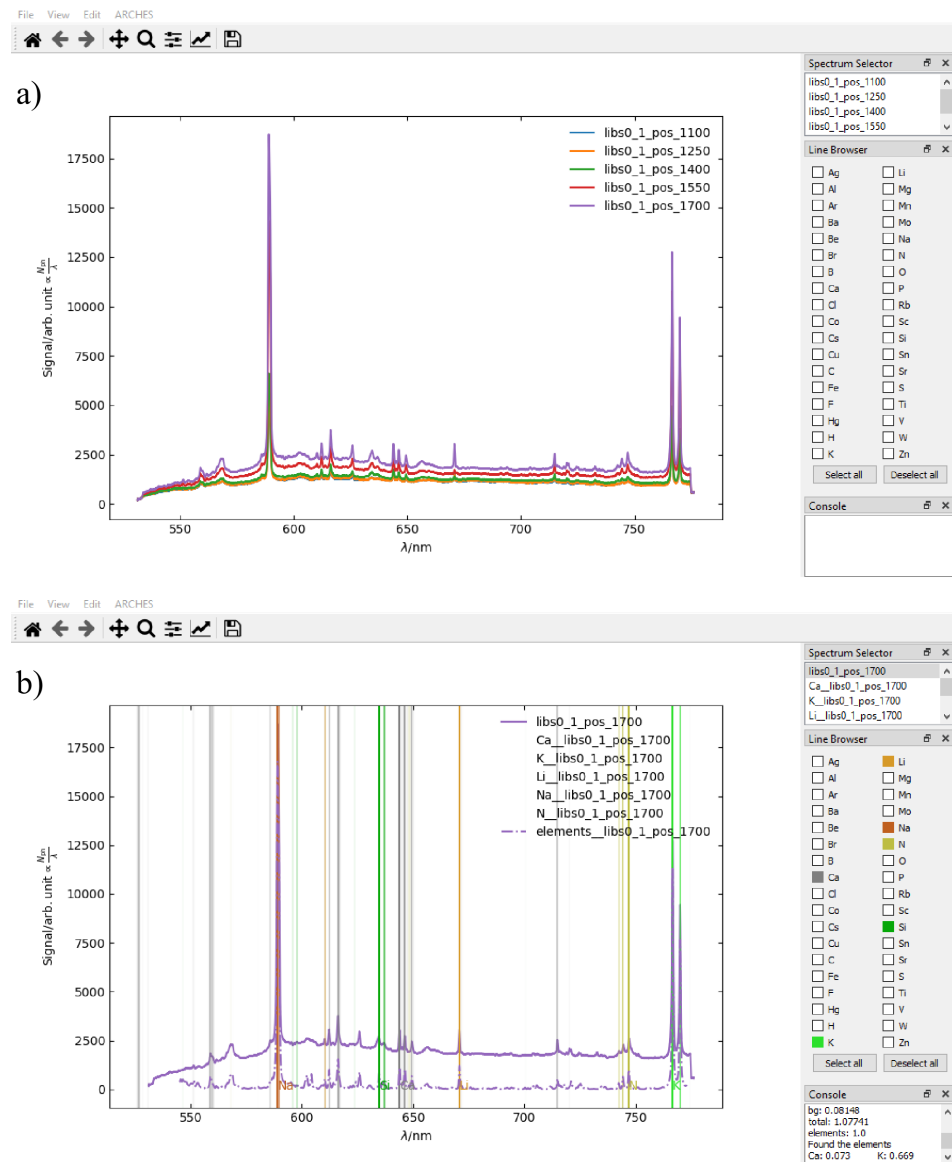 File View Edit ARCHES
a)
Spectrum Selector
libs0_1_pos_1100
libs0_1_pos_1250
libs0_1_pos_1400
libs0_1_pos_1550
Line Browser
Ag Li
Al Mg
Ar Mn
Ba Mo
Be Na
Br N
B O
Ca P
Cl Rb
Co Sc
Cs Si
Cu Sn
C Sr
Fe S
F Ti
Hg V
H W
K Zn
Select all Deselect all
Console
17500
15000
12500
10000
7500
5000
2500
0
Signal/arb. unit ∝ N_pn/λ
libs0_1_pos_1100
libs0_1_pos_1250
libs0_1_pos_1400
libs0_1_pos_1550
libs0_1_pos_1700
550 600 650 700 750
λ/nm
File View Edit ARCHES
b)
Spectrum Selector
libs0_1_pos_1700
Ca__libs0_1_pos_1700
K__libs0_1_pos_1700
Li__libs0_1_pos_1700
Line Browser
Ag Li
Al Mg
Ar Mn
Ba Mo
Be Na
Br N
B O
Ca P
Cl Rb
Co Sc
Cs Si
Cu Sn
C Sr
Fe S
F Ti
Hg V
H W
K Zn
Select all Deselect all
Console
bg: 0.08148
total: 1.07741
elements: 1.0
Found the elements
Ca: 0.073 K: 0.669
17500
15000
12500
10000
7500
5000
2500
0
Signal/arb. unit ∝ N_pn/λ
libs0_1_pos_1700
Ca__libs0_1_pos_1700
K__libs0_1_pos_1700
Li__libs0_1_pos_1700
Na__libs0_1_pos_1700
N__libs0_1_pos_1700
elements__libs0_1_pos_1700
Na Si Ca Li N K
550 600 650 700 750
λ/nm